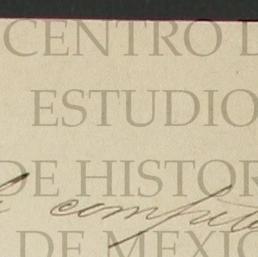 CENTRO D
ESTUDIO
DE HISTOR
DE MEXIC